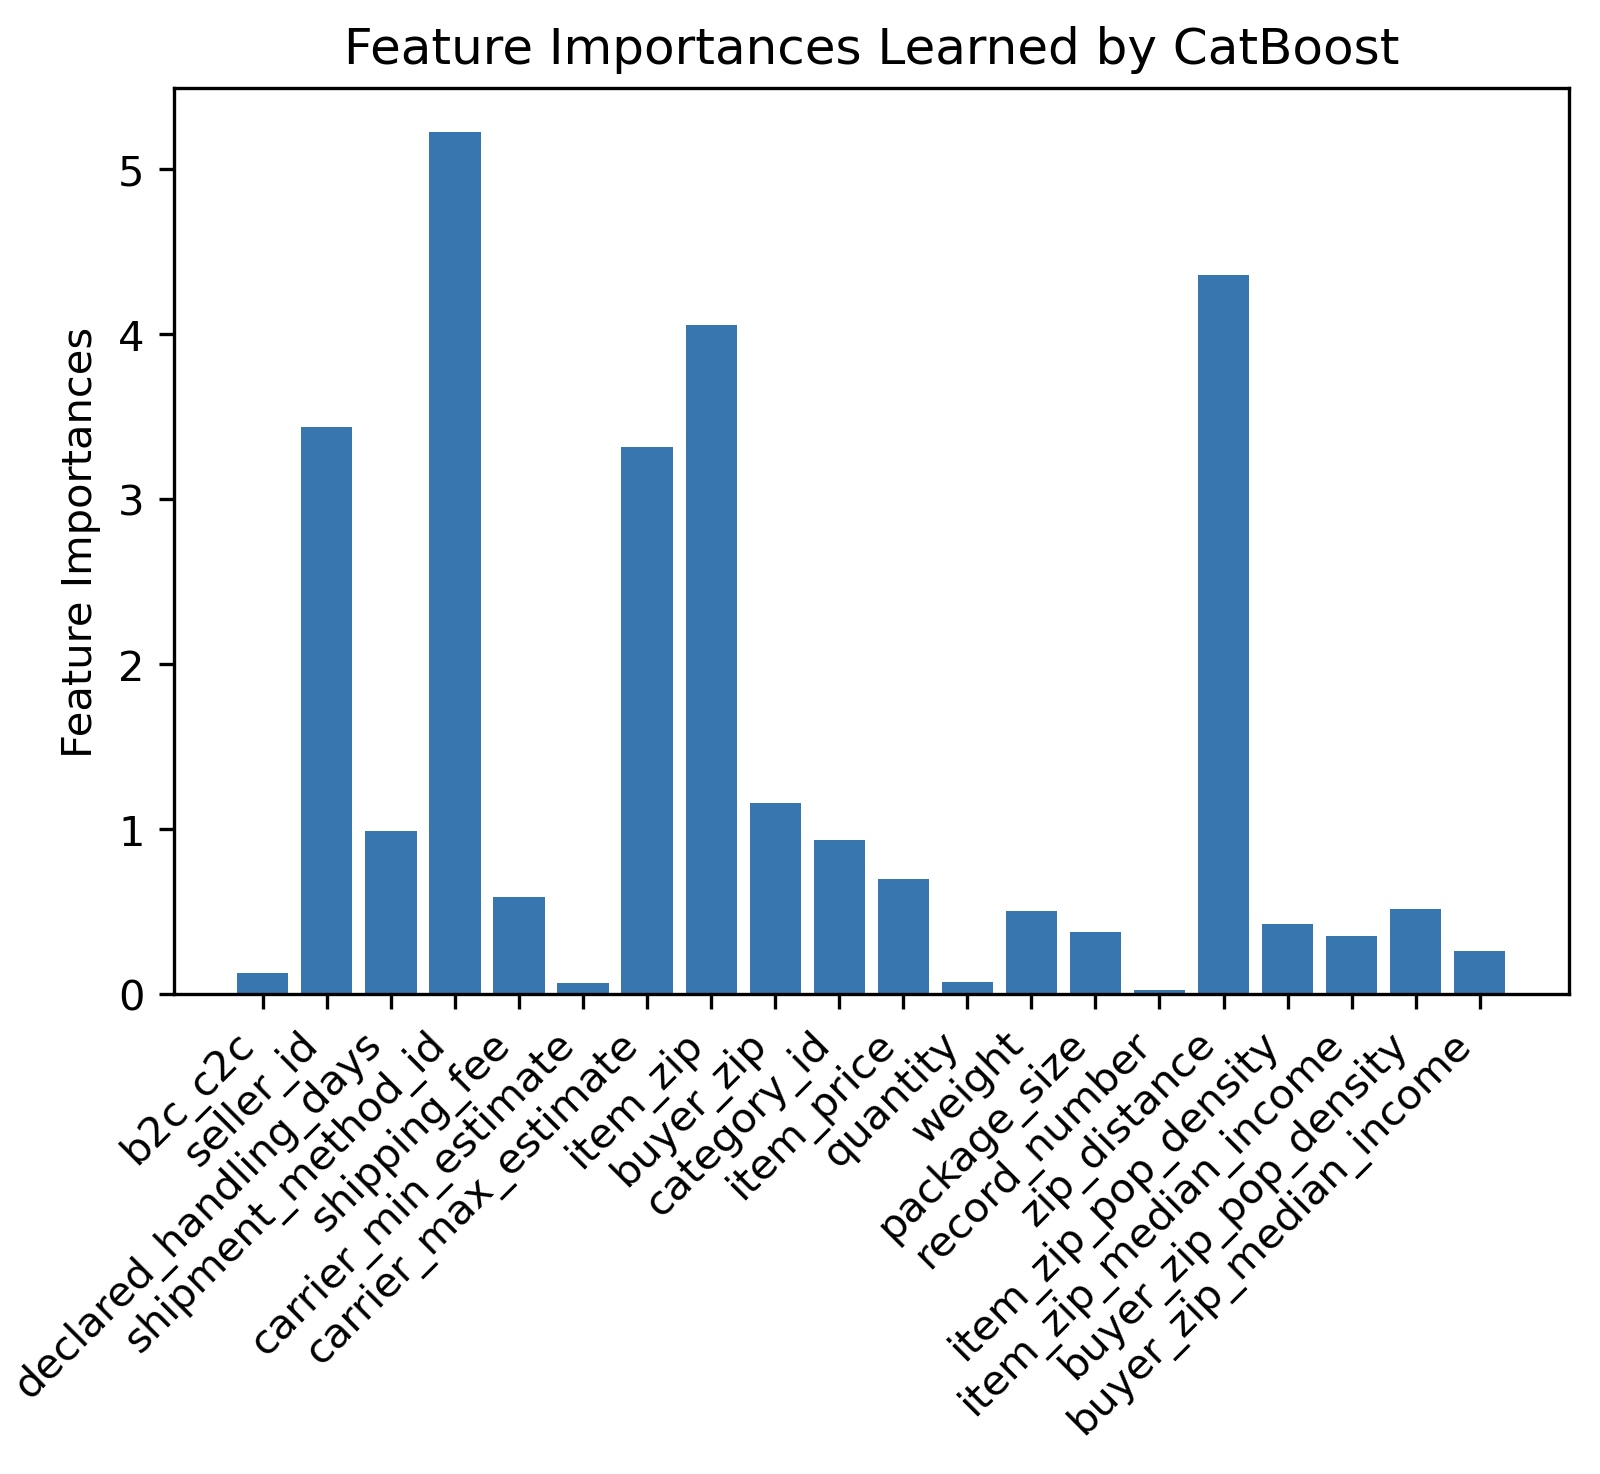 Feature Importances Learned by CatBoost
Feature Importances
5
4
3
2
1
0
b2c_c2c
seller_id
declared_handling_days
shipment_method_id
shipping_fee
carrier_min_estimate
carrier_max_estimate
item_zip
buyer_zip
category_id
item_price
quantity
weight
package_size
record_number
zip_distance
item_zip_pop_density
item_zip_median_income
buyer_zip_pop_density
buyer_zip_median_income